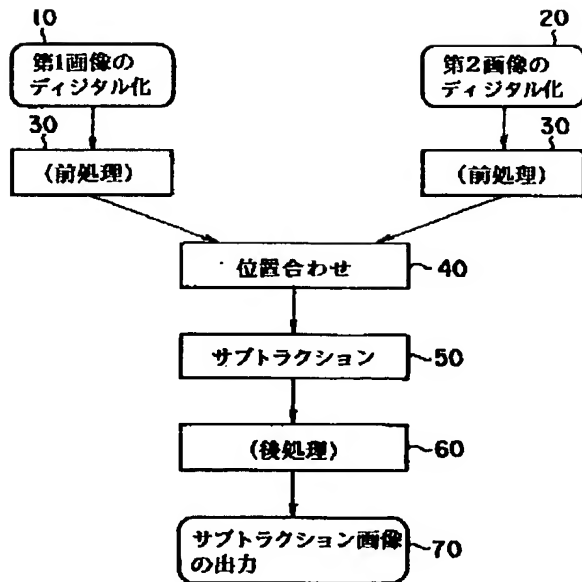 10
第1画像の
ディジタル化
20
第2画像の
ディジタル化
30
(前処理)
30
(前処理)
位置合わせ
40
サブトラクション
50
(後処理)
60
サブトラクション画像
の出力
70